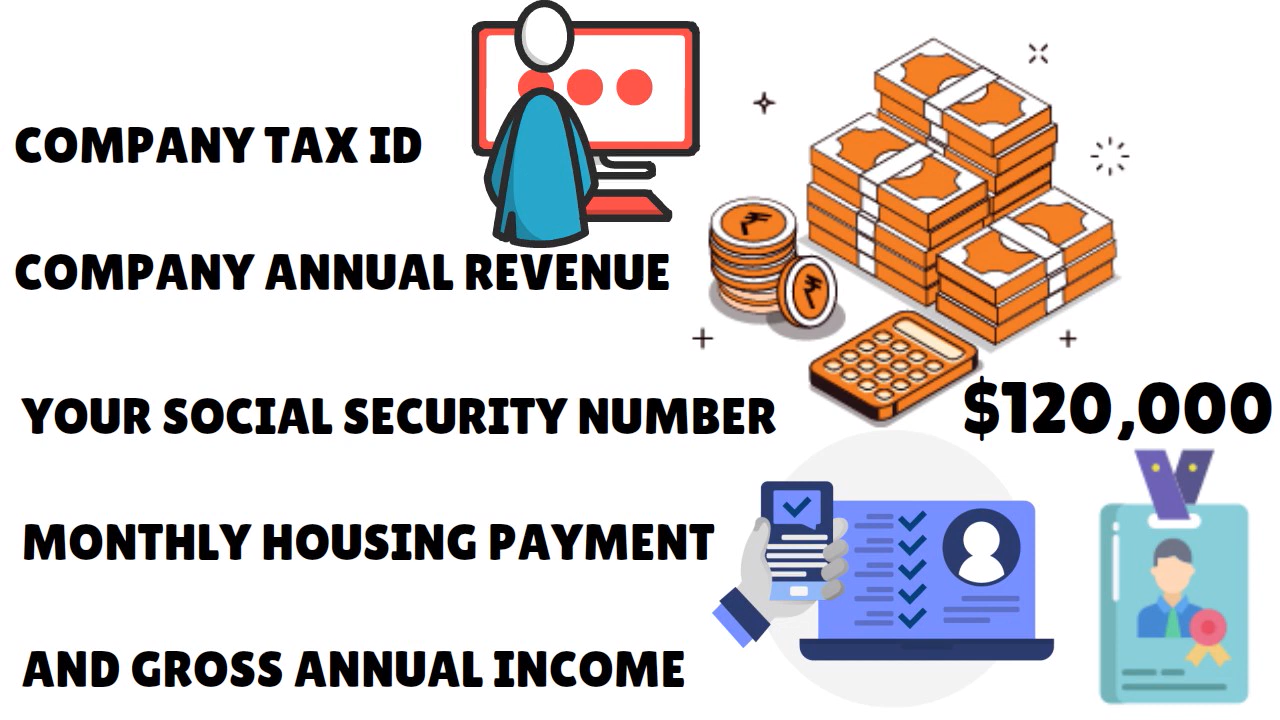 COMPANY TAX ID
COMPANY ANNUAL REVENUE
YOUR SOCIAL SECURITY NUMBER
$120,000
MONTHLY HOUSING PAYMENT
AND GROSS ANNUAL INCOME